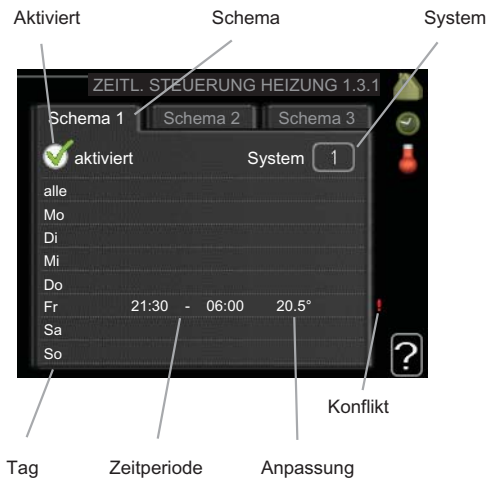 Aktiviert Schema System
ZEITL. STEUERUNG HEIZUNG 1.3.1
Schema 1 Schema 2 Schema 3
aktiviert System 1
alle
Mo
Di
Mi
Do
Fr 21:30 - 06:00 20.5° !
Sa
So
?
Konflikt
Tag Zeitperiode Anpassung